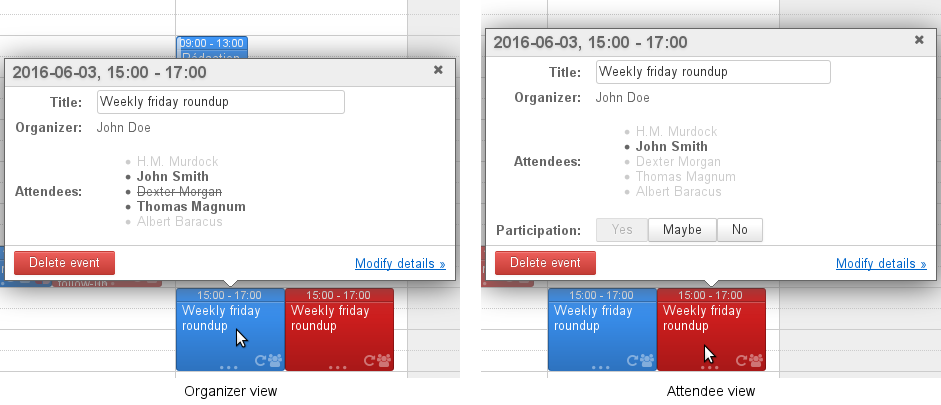 09:00 - 13:00
Rédaction
2016-06-03, 15:00 - 17:00
Title: Weekly friday roundup
Organizer: John Doe
Attendees:
H.M. Murdock
John Smith
Dexter Morgan
Thomas Magnum
Albert Baracus
Delete event Modify details »
follow-up
15:00 - 17:00
Weekly friday
roundup
15:00 - 17:00
Weekly friday
roundup
Organizer view
2016-06-03, 15:00 - 17:00
Title: Weekly friday roundup
Organizer: John Doe
Attendees:
H.M. Murdock
John Smith
Dexter Morgan
Thomas Magnum
Albert Baracus
Participation: Yes Maybe No
Delete event Modify details »
15:00 - 17:00
Weekly friday
roundup
15:00 - 17:00
Weekly friday
roundup
Attendee view